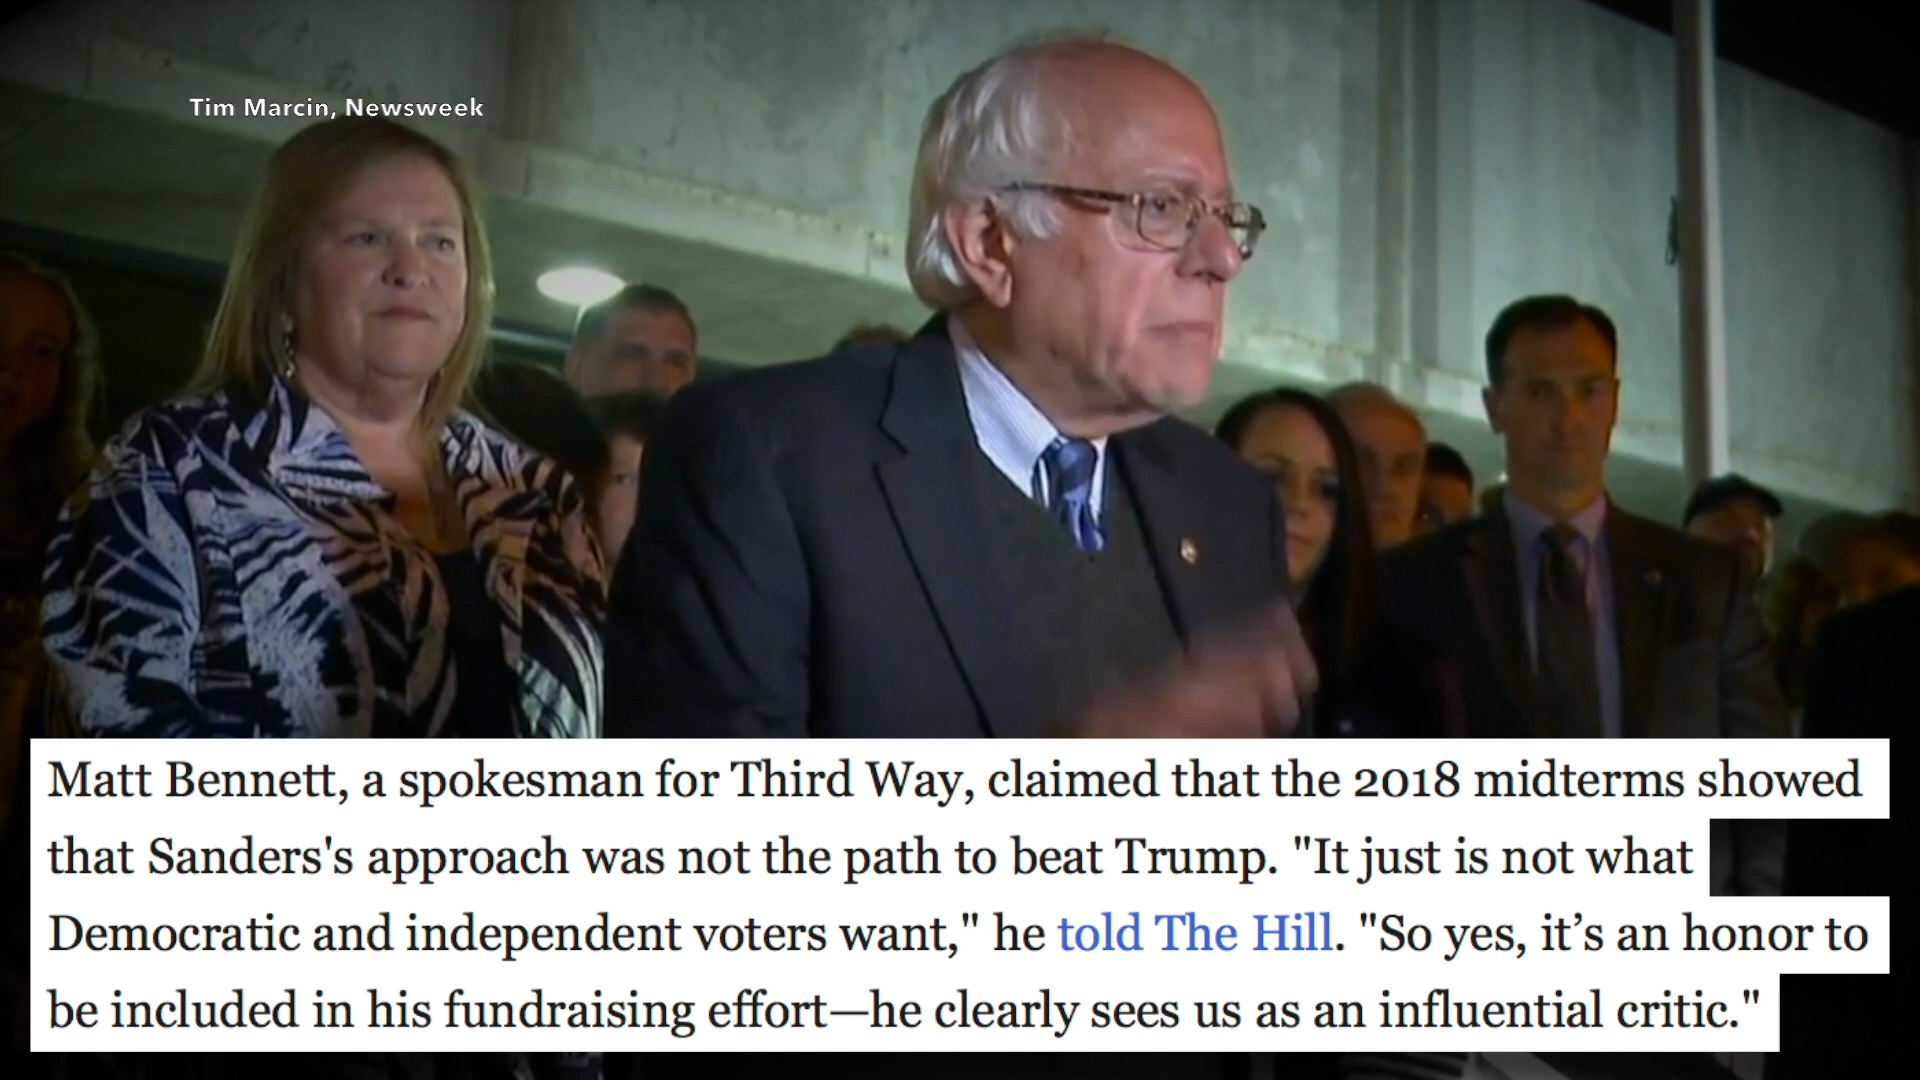 Tim Marcin, Newsweek
Matt Bennett, a spokesman for Third Way, claimed that the 2018 midterms showed
that Sanders's approach was not the path to beat Trump. "It just is not what
Democratic and independent voters want," he told The Hill. "So yes, it’s an honor to
be included in his fundraising effort—he clearly sees us as an influential critic."